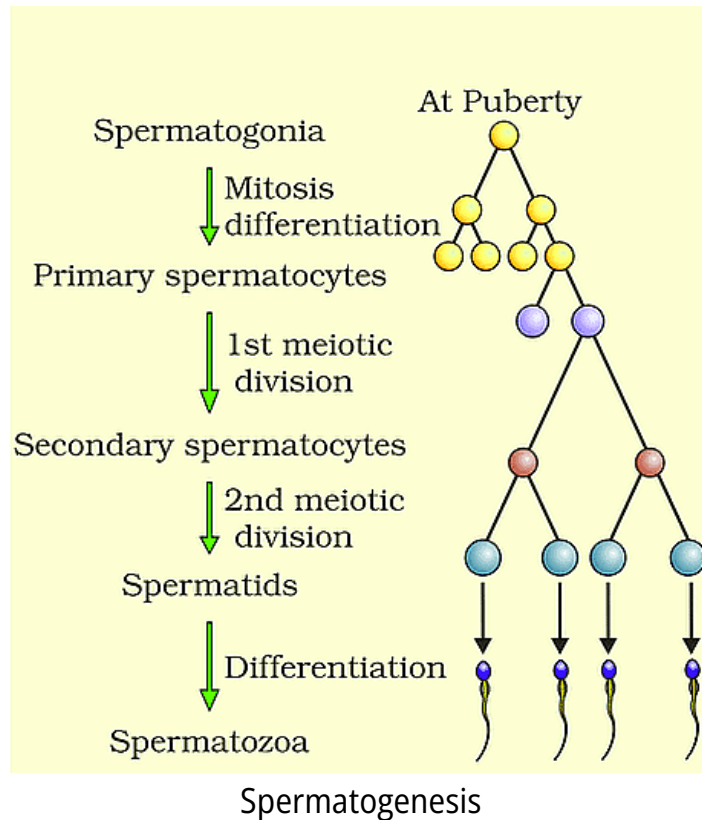 At Puberty
Spermatogonia
Mitosis
differentiation
Primary spermatocytes
1st meiotic
division
Secondary spermatocytes
2nd meiotic
division
Spermatids
Differentiation
Spermatozoa
Spermatogenesis